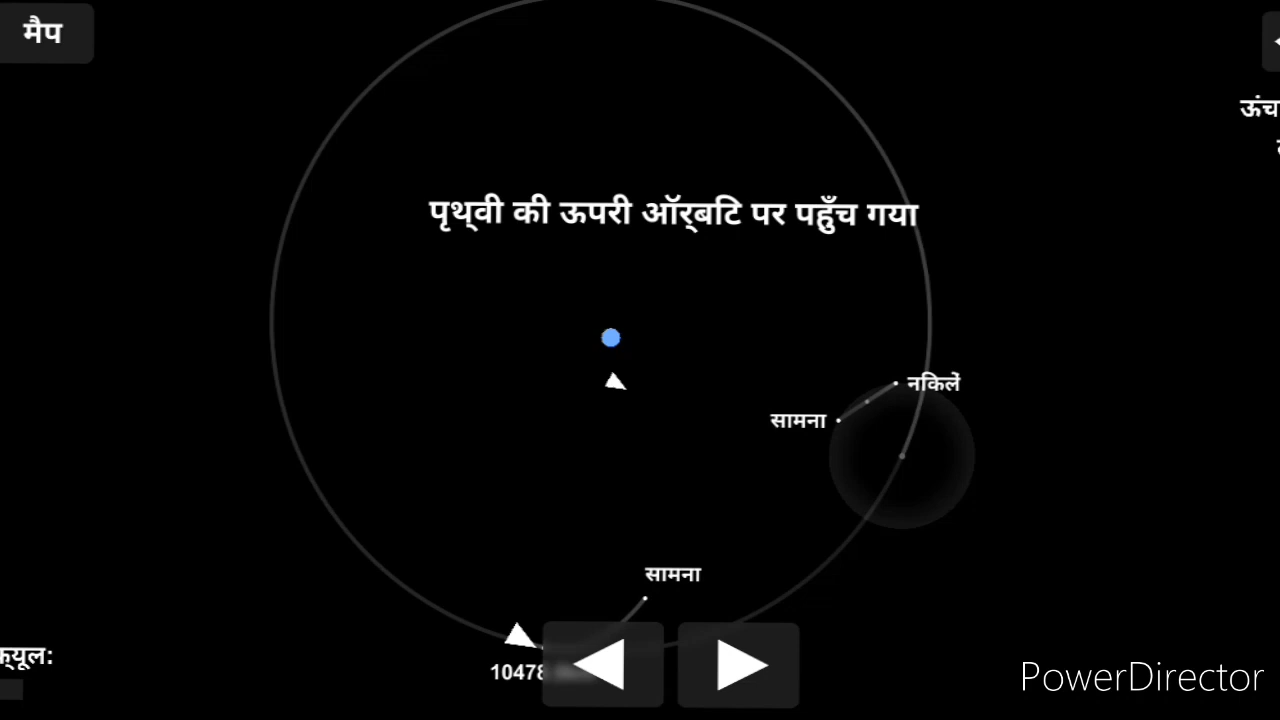 मैप
ऊंच
पृथ्वी की ऊपरी ऑर्बिट पर पहुँच गया
नकिलें
सामना
सामना
क्यूल:
10478
PowerDirector